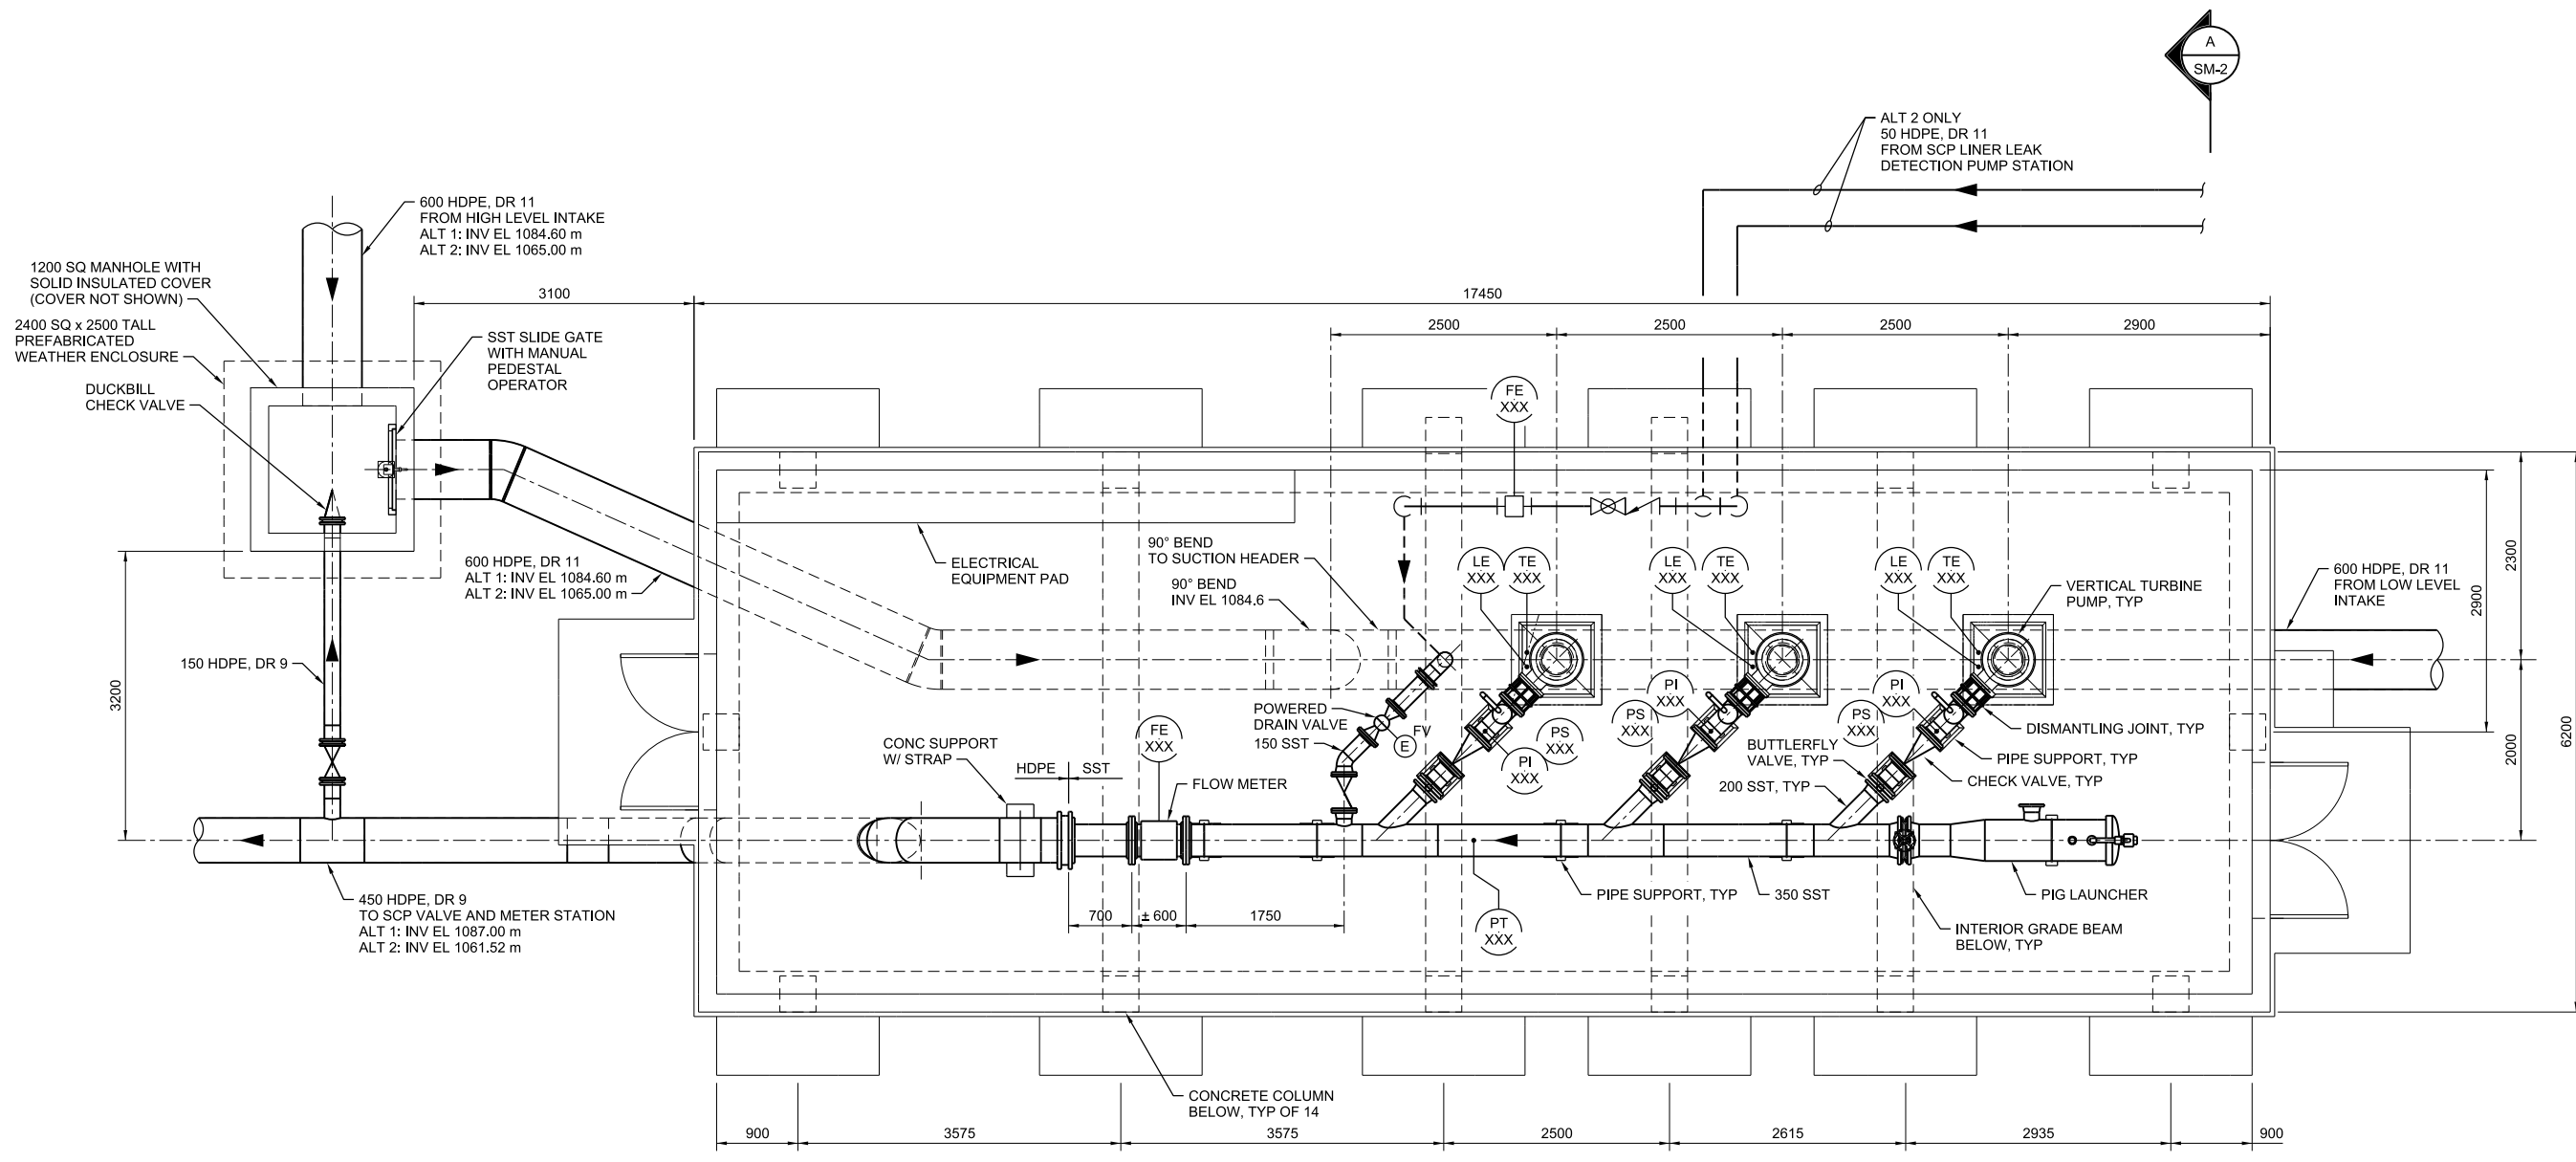 A
SM-2
ALT 2 ONLY
50 HDPE, DR 11
FROM SCP LINER LEAK
DETECTION PUMP STATION
600 HDPE, DR 11
FROM HIGH LEVEL INTAKE
ALT 1: INV EL 1084.60 m
ALT 2: INV EL 1065.00 m
1200 SQ MANHOLE WITH
SOLID INSULATED COVER
(COVER NOT SHOWN)
2400 SQ x 2500 TALL
PREFABRICATED
WEATHER ENCLOSURE
DUCKBILL
CHECK VALVE
SST SLIDE GATE
WITH MANUAL
PEDESTAL
OPERATOR
3100
17450
2500
2500
2500
2900
FE
XXX
600 HDPE, DR 11
ALT 1: INV EL 1084.60 m
ALT 2: INV EL 1065.00 m
ELECTRICAL
EQUIPMENT PAD
90° BEND
TO SUCTION HEADER
90° BEND
INV EL 1084.6
LE
XXX
TE
XXX
LE
XXX
TE
XXX
LE
XXX
TE
XXX
VERTICAL TURBINE
PUMP, TYP
600 HDPE, DR 11
FROM LOW LEVEL
INTAKE
2300
2900
6200
2000
150 HDPE, DR 9
3200
POWERED
DRAIN VALVE
150 SST
FV
E
PS
XXX
PI
XXX
PS
XXX
PI
XXX
PS
XXX
PI
XXX
DISMANTLING JOINT, TYP
PIPE SUPPORT, TYP
CHECK VALVE, TYP
BUTTLERFLY
VALVE, TYP
200 SST, TYP
CONC SUPPORT
W/ STRAP
HDPE
SST
FE
XXX
FLOW METER
450 HDPE, DR 9
TO SCP VALVE AND METER STATION
ALT 1: INV EL 1087.00 m
ALT 2: INV EL 1061.52 m
700
± 600
1750
PT
XXX
PIPE SUPPORT, TYP
350 SST
PIG LAUNCHER
INTERIOR GRADE BEAM
BELOW, TYP
CONCRETE COLUMN
BELOW, TYP OF 14
900
3575
3575
2500
2615
2935
900